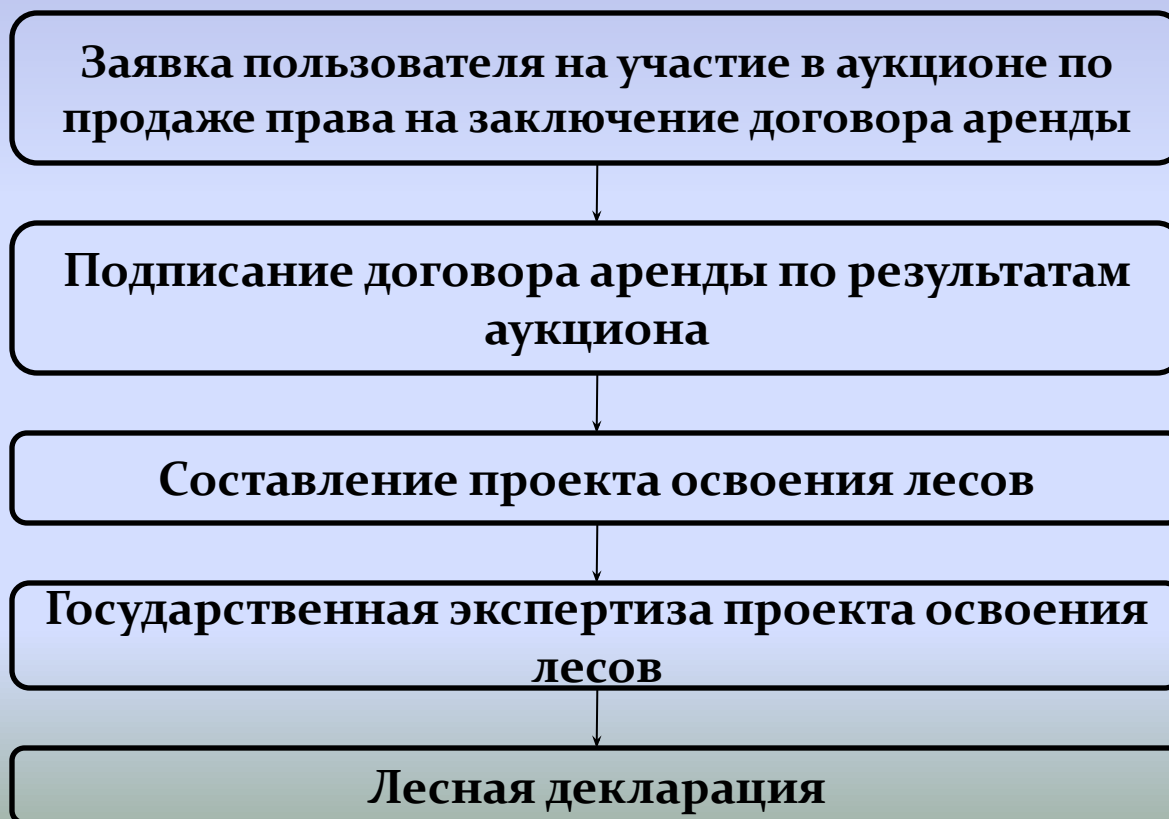 Заявка пользователя на участие в аукционе по
продаже права на заключение договора аренды
Подписание договора аренды по результатам
аукциона
Составление проекта освоения лесов
Государственная экспертиза проекта освоения
лесов
Лесная декларация